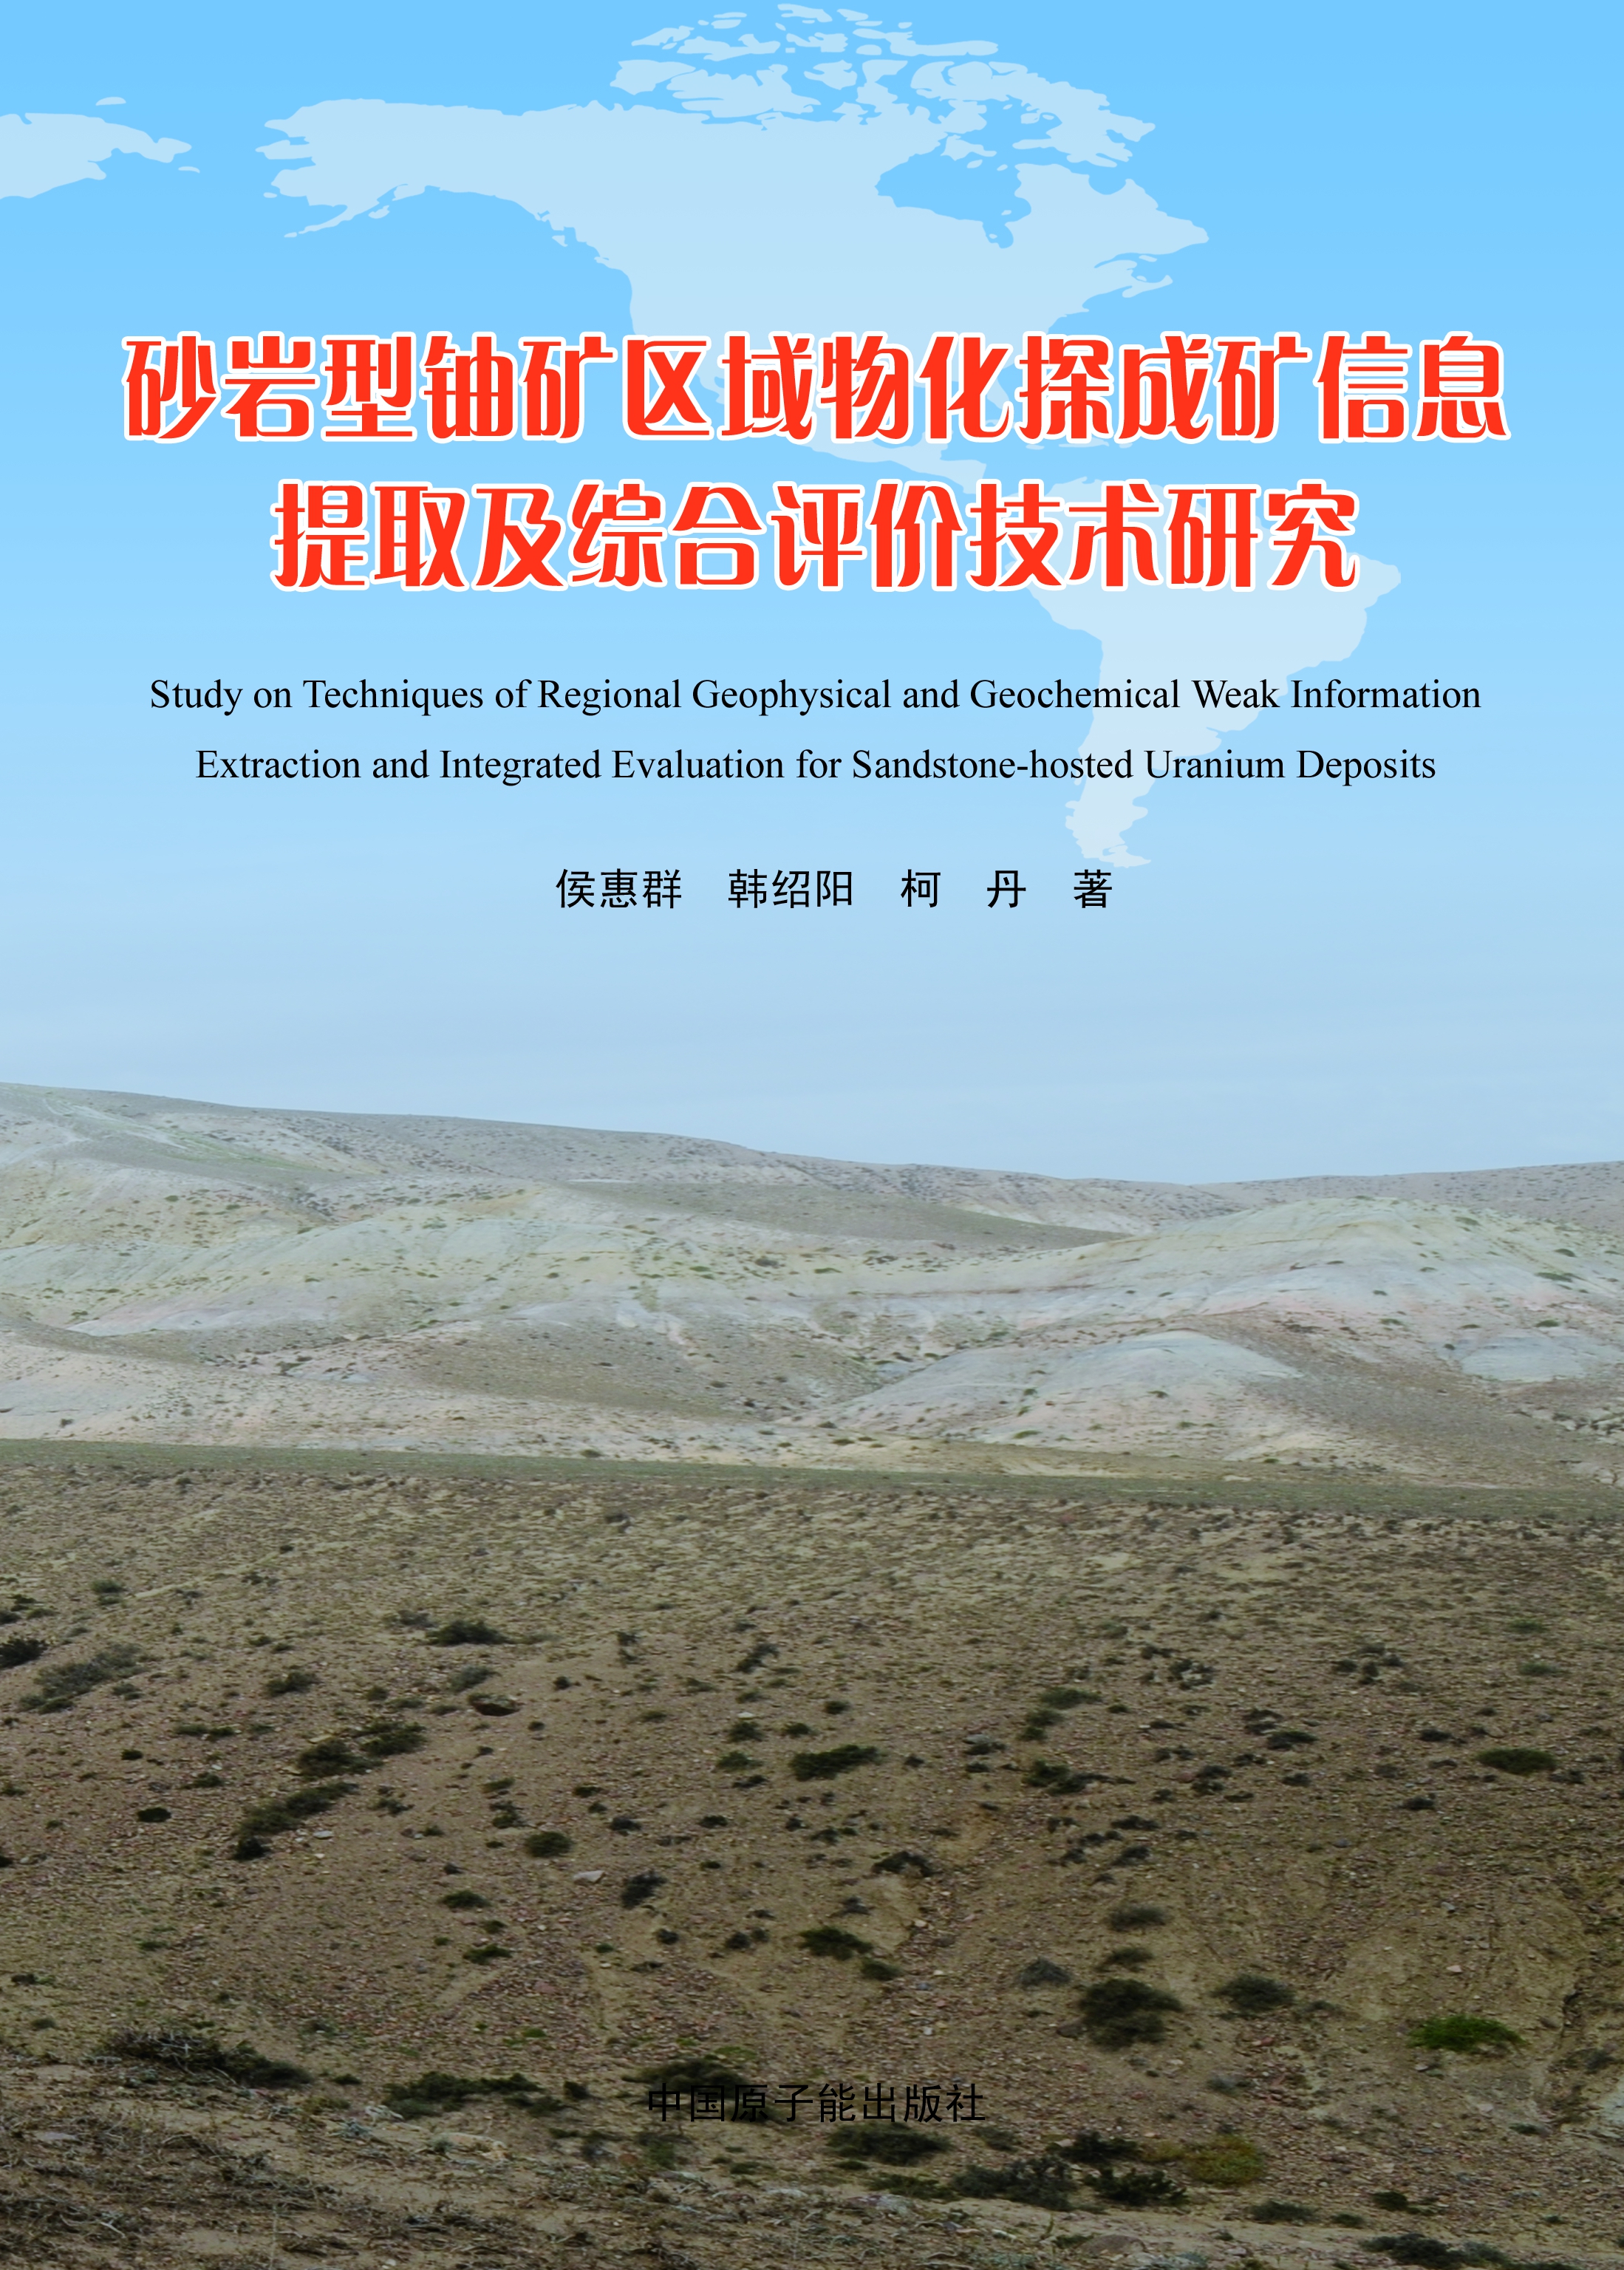 砂岩型铀矿区域物化探成矿信息
提取及综合评价技术研究
Study on Techniques of Regional Geophysical and Geochemical Weak Information
Extraction and Integrated Evaluation for Sandstone-hosted Uranium Deposits
侯惠群　韩绍阳　柯　丹　著
中国原子能出版社